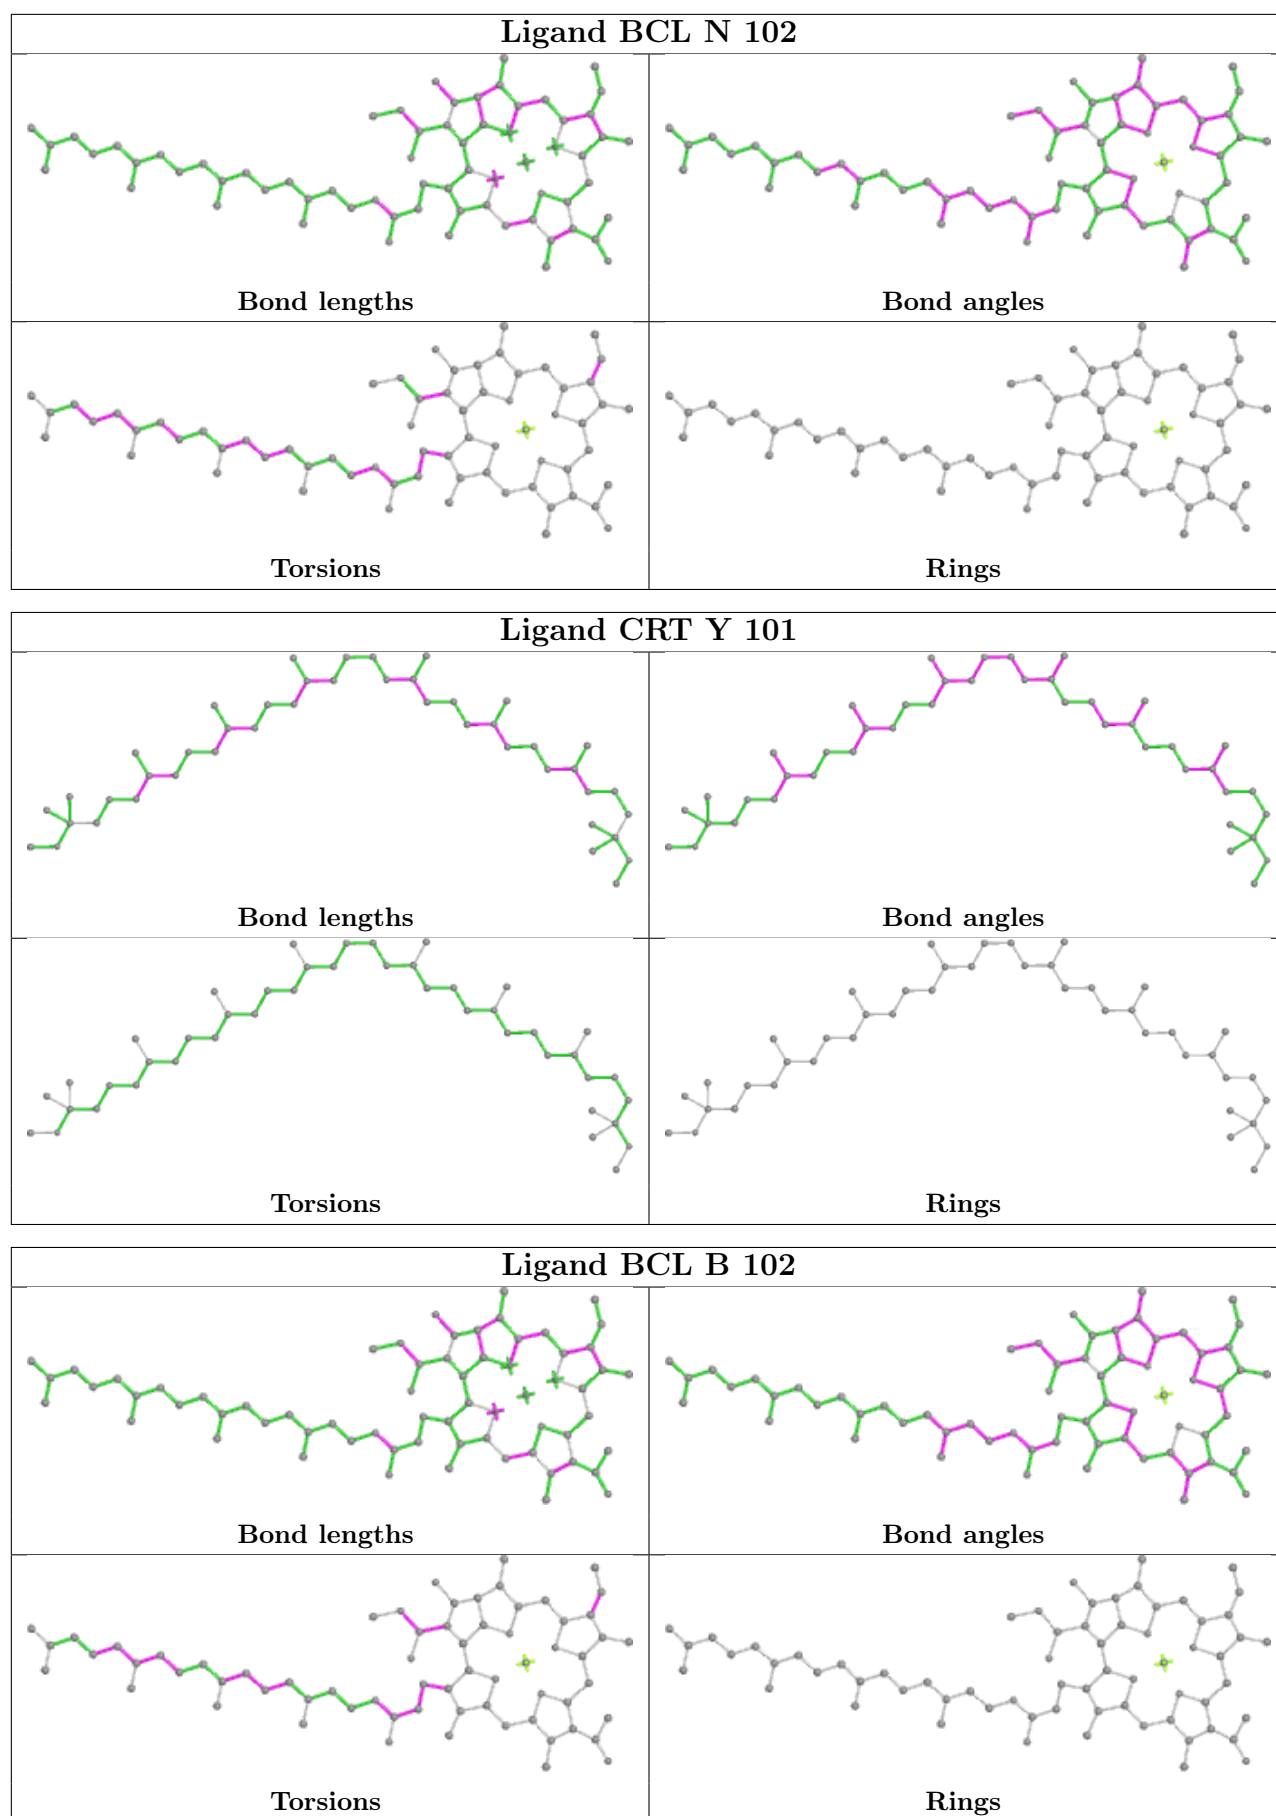 Ligand BCL N 102
Bond lengths
Bond angles
Torsions
Rings
Ligand CRT Y 101
Bond lengths
Bond angles
Torsions
Rings
Ligand BCL B 102
Bond lengths
Bond angles
Torsions
Rings